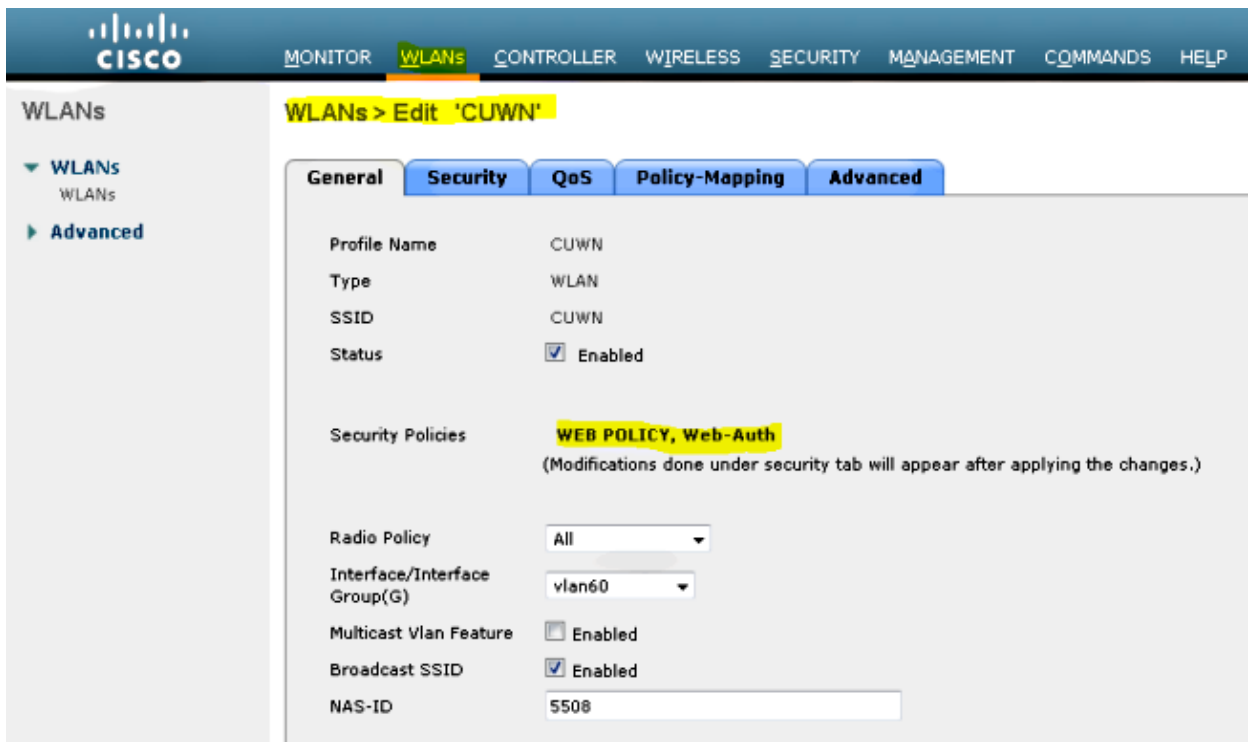 CISCO
MONITOR WLANs CONTROLLER WIRELESS SECURITY MANAGEMENT COMMANDS HELP
WLANs
WLANs
WLANs
Advanced
WLANs > Edit 'CUWN'
General Security QoS Policy-Mapping Advanced
Profile Name CUWN
Type WLAN
SSID CUWN
Status Enabled
Security Policies WEB POLICY, Web-Auth
(Modifications done under security tab will appear after applying the changes.)
Radio Policy All
Interface/Interface
Group(G) vlan60
Multicast Vlan Feature Enabled
Broadcast SSID Enabled
NAS-ID 5508